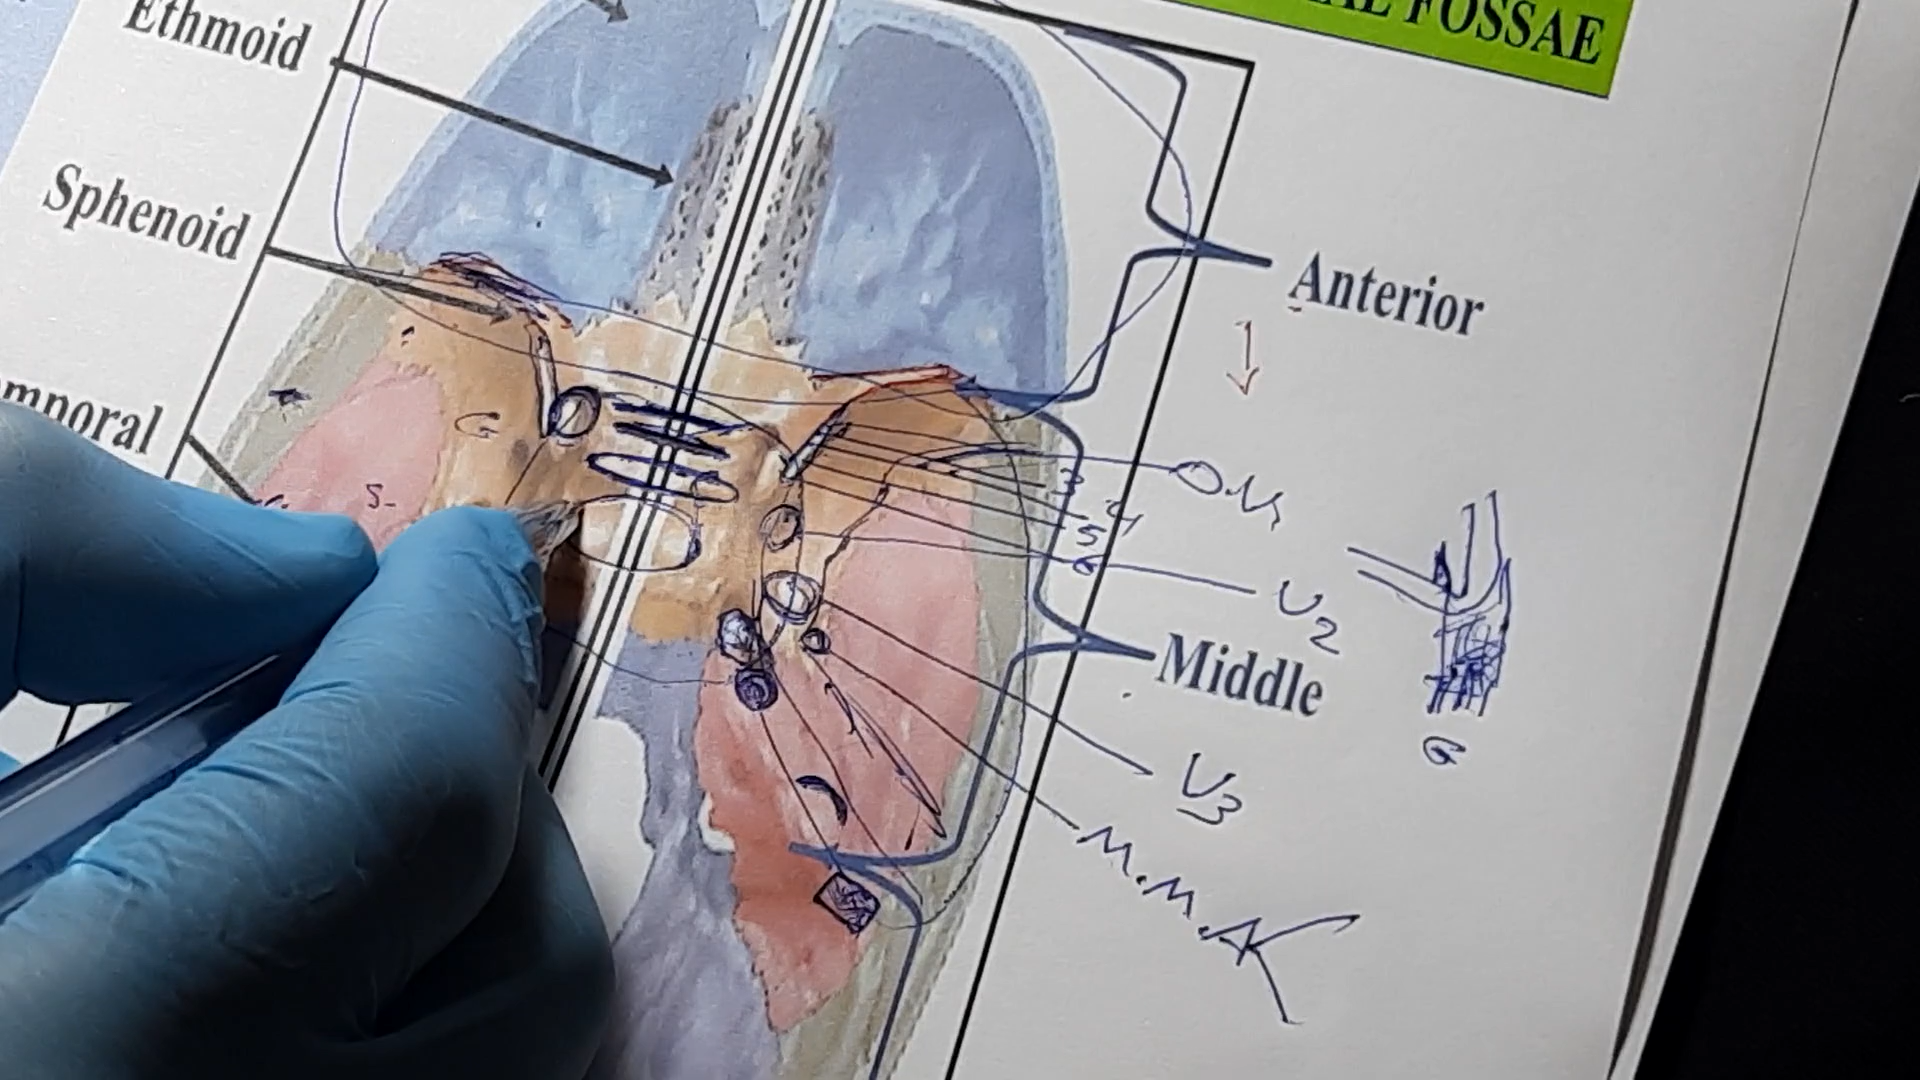 FOSSAE
Ethmoid
Sphenoid
Anterior
mporal
G
S-
3
4
5
6
V2
Middle
V3
M.M.A
G